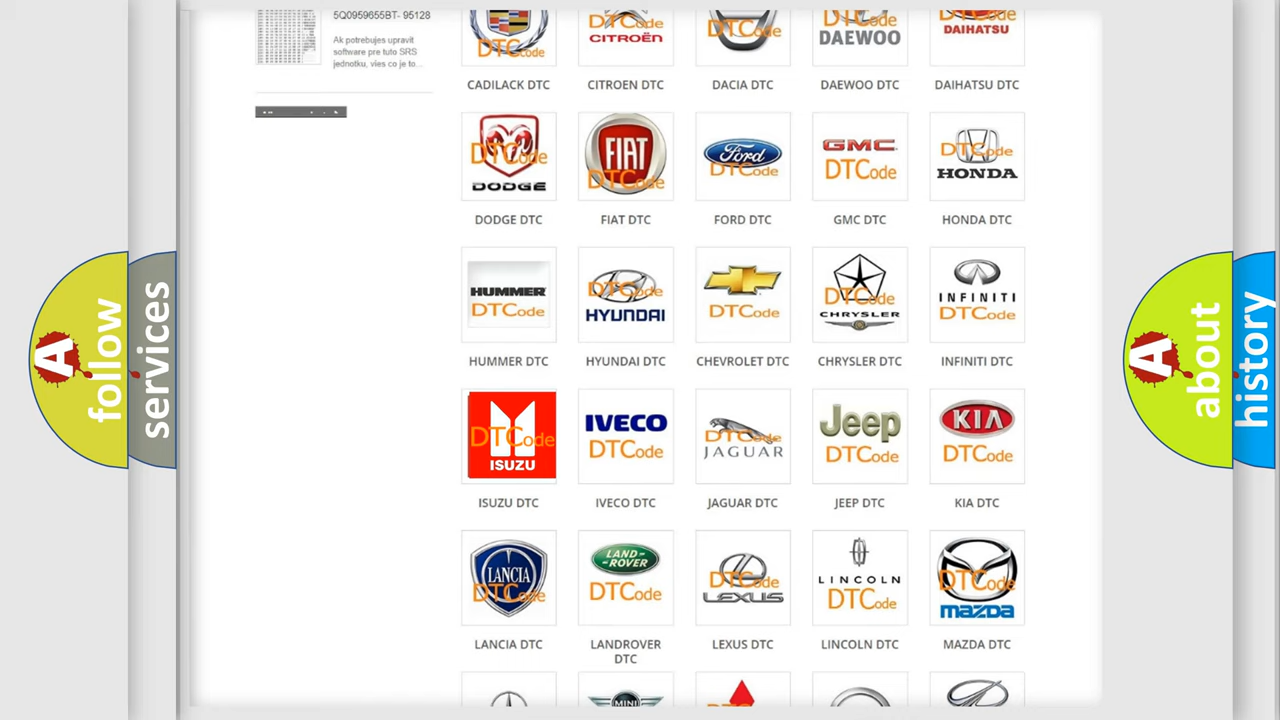 5Q0959655BT- 95128
Ak potrebujes upravit
software pre tuto SRS
jednotku, vies co je to...
DTCode
DTCode
CITROËN
DTCode
DAEWOO
DTCode
DAIHATSU
CADILACK DTC
CITROEN DTC
DACIA DTC
DAEWOO DTC
DAIHATSU DTC
DTCode
DODGE
FIAT
DTCode
Ford
DTCode
GMC
DTCode
DTCode
HONDA
DODGE DTC
FIAT DTC
FORD DTC
GMC DTC
HONDA DTC
HUMMER
DTCode
DTCode
HYUNDAI
DTCode
DTCode
CHRYSLER
INFINITI
DTCode
HUMMER DTC
HYUNDAI DTC
CHEVROLET DTC
CHRYSLER DTC
INFINITI DTC
DTCode
ISUZU
IVECO
DTCode
DTCode
JAGUAR
Jeep
DTCode
KIA
DTCode
ISUZU DTC
IVECO DTC
JAGUAR DTC
JEEP DTC
KIA DTC
LANCIA
DTCode
LAND-
ROVER
DTCode
DTCode
LEXUS
LINCOLN
DTCode
DTCode
mazda
LANCIA DTC
LANDROVER
DTC
LEXUS DTC
LINCOLN DTC
MAZDA DTC
MINI
A follow
services
A about
history